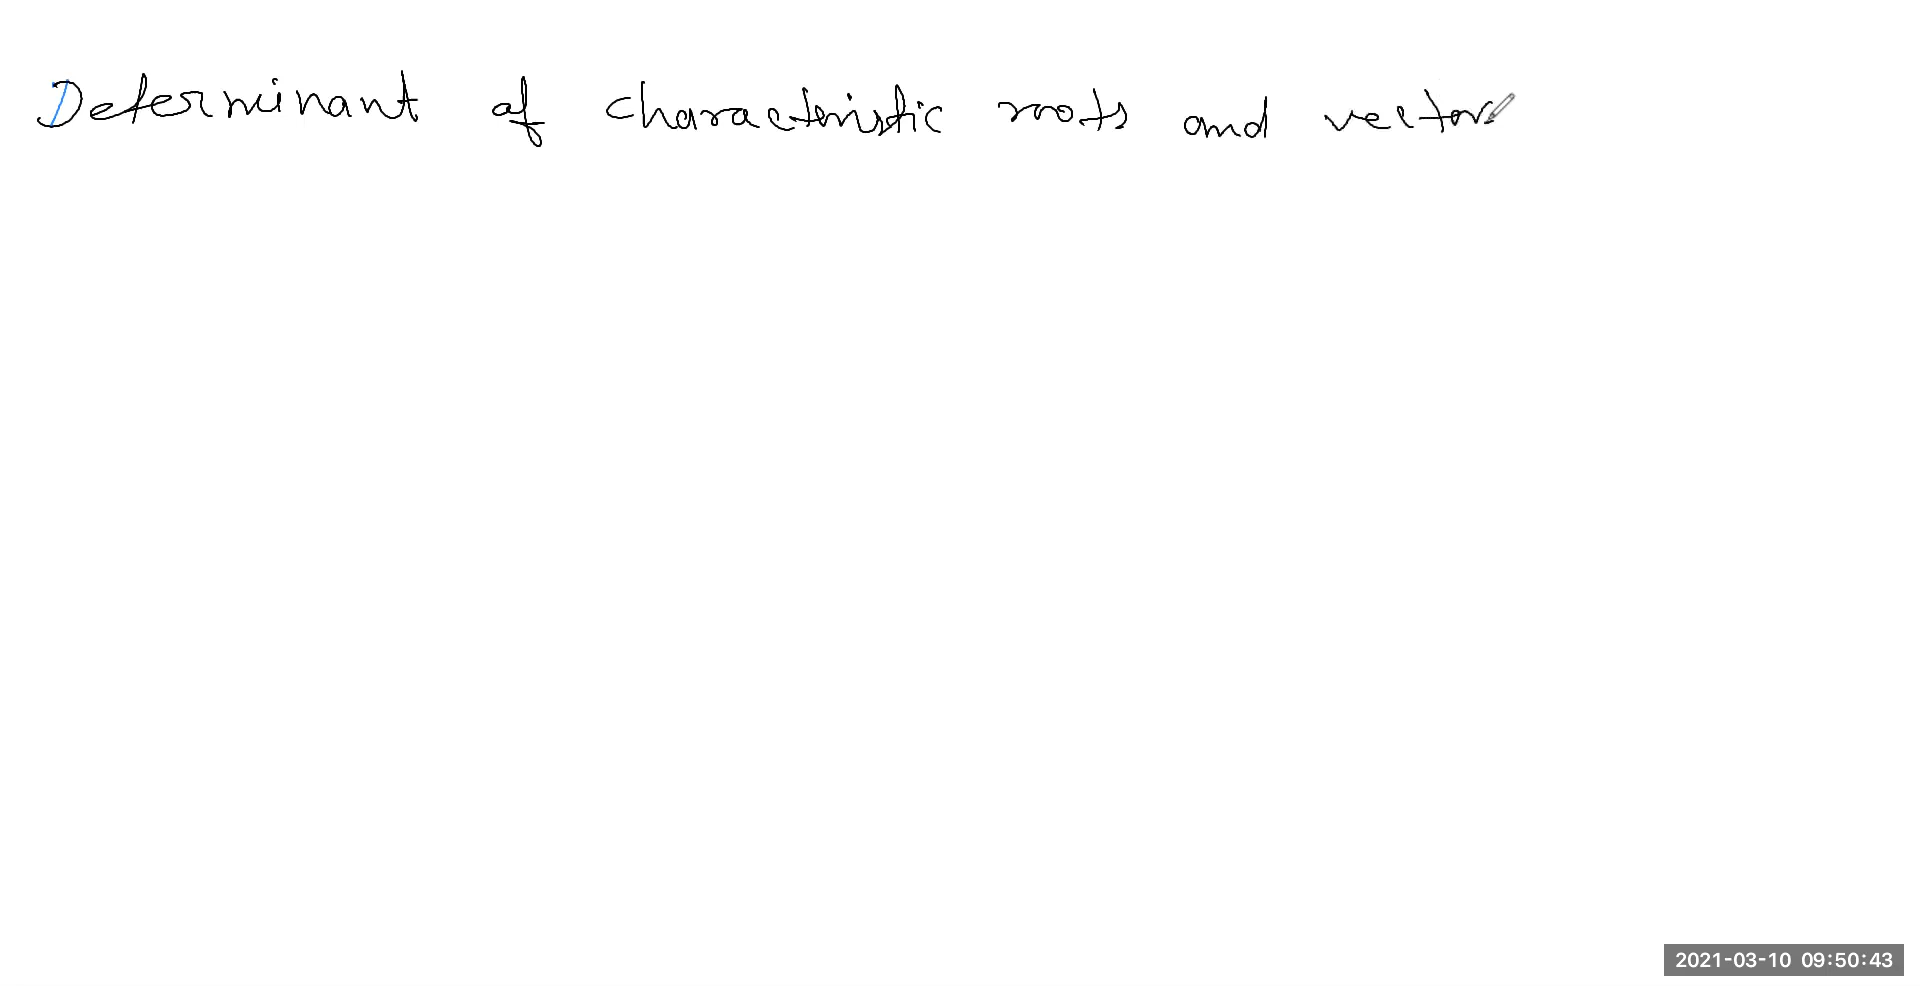 Determinant of characteristic roots and vectors
2021-03-10 09:50:43